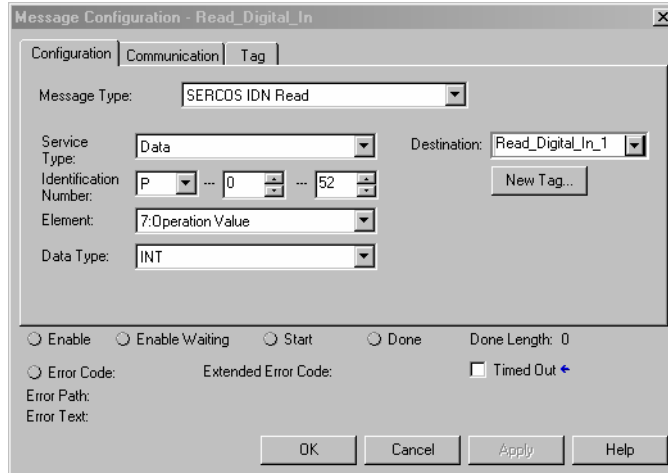 Message Configuration - Read_Digital_In
Configuration Communication Tag
Message Type: SERCOS IDN Read
Service Type: Data Destination: Read_Digital_In_1
Identification Number: P --- 0 --- 52 New Tag...
Element: 7:Operation Value
Data Type: INT
Enable Enable Waiting Start Done Done Length: 0
Error Code: Extended Error Code: Timed Out
Error Path:
Error Text:
OK Cancel Apply Help